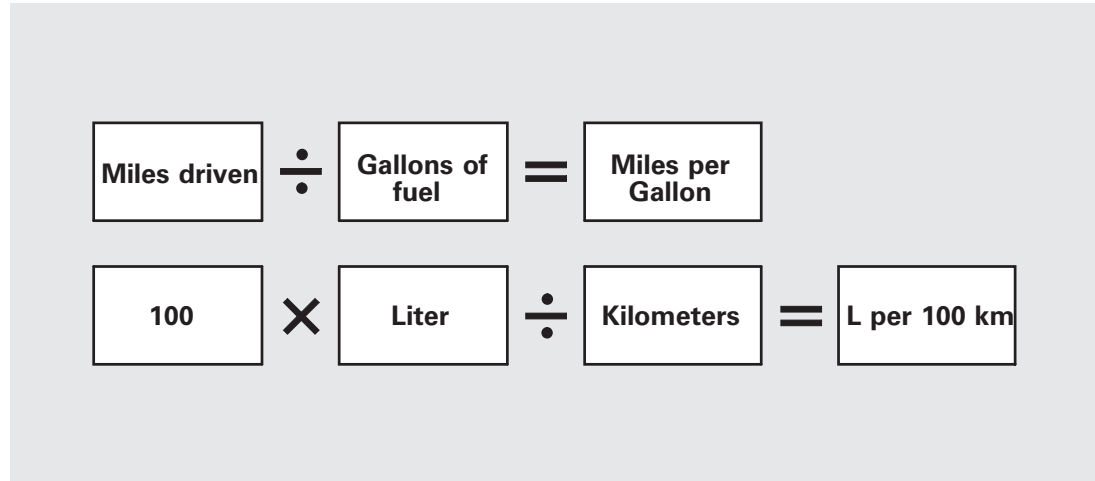 Miles driven ÷ Gallons of = Miles per
fuel Gallon
100 × Liter ÷ Kilometers = L per 100 km